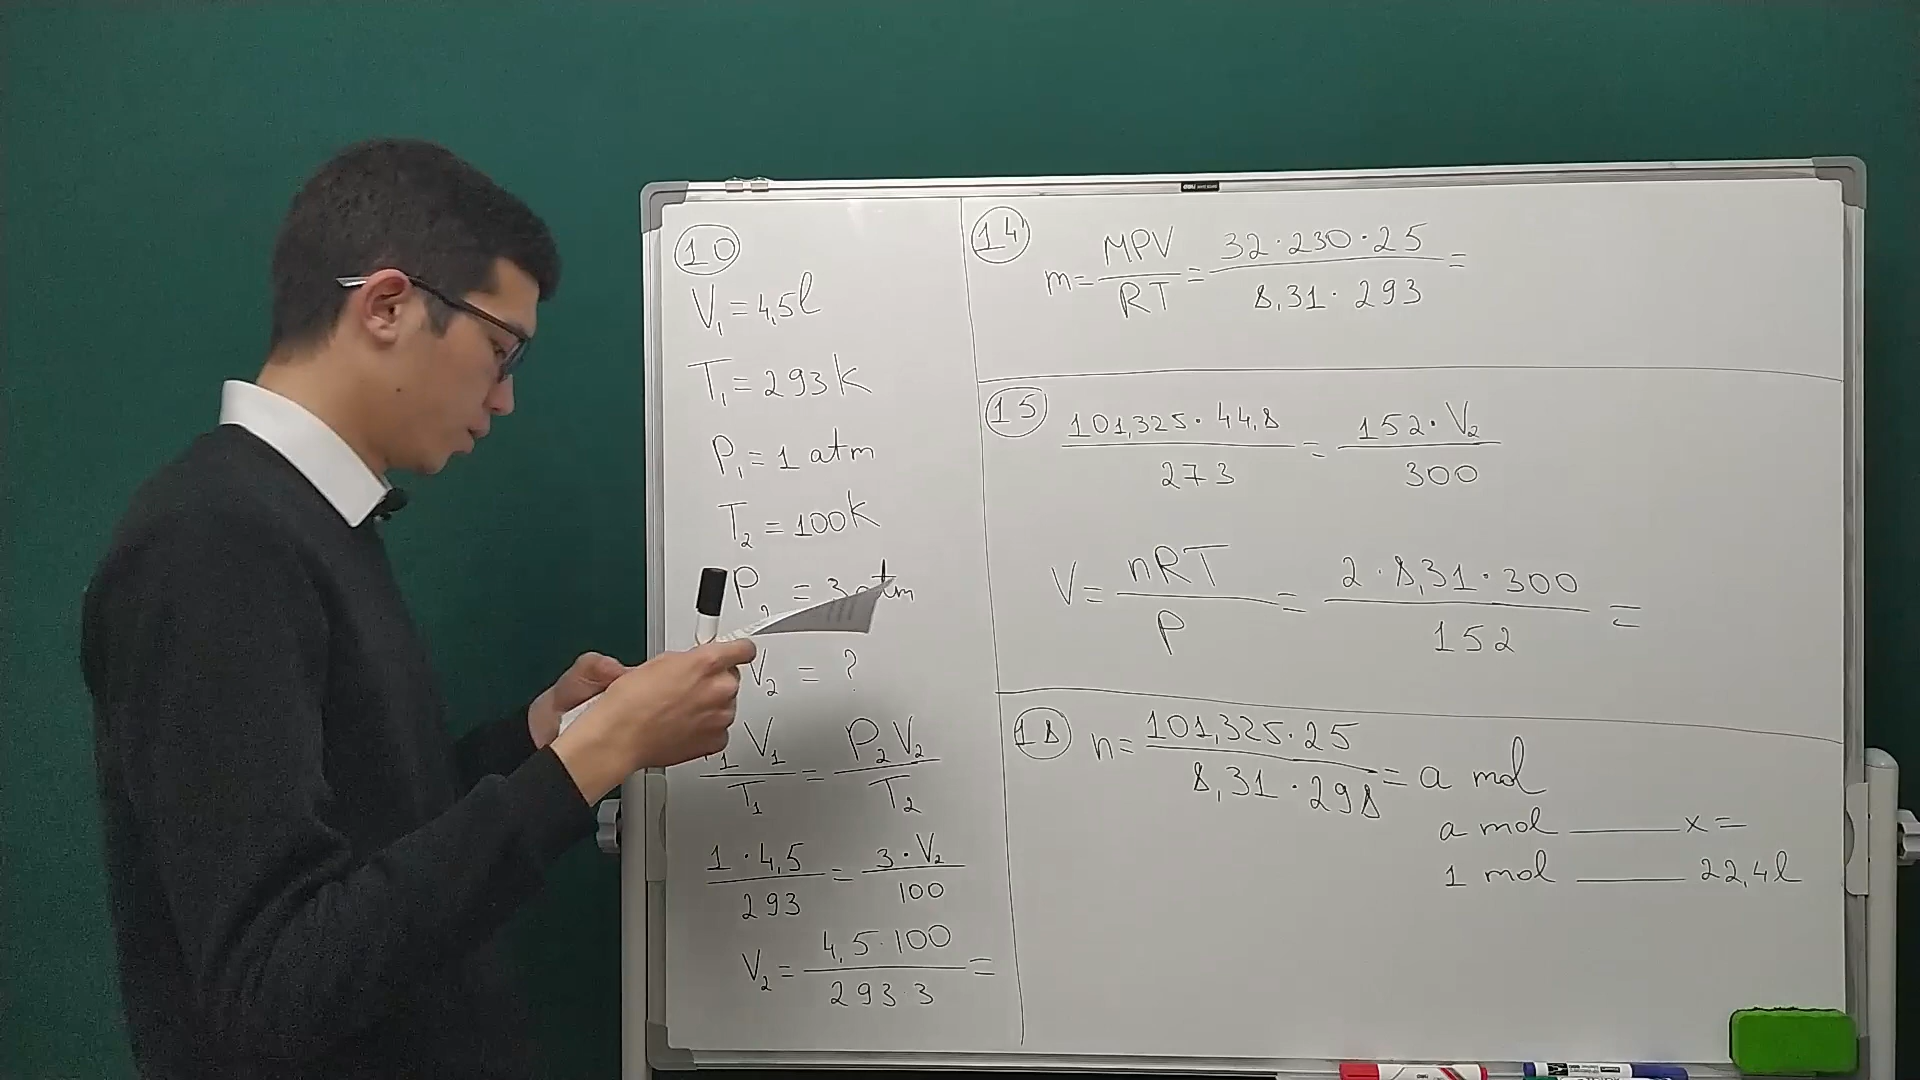 10
V₁ = 4,5l
T₁ = 293k
P₁ = 1 atm
T₂ = 100k
P₂ = 3 atm
V₂ = ?
V₁/T₁ = P₂V₂/T₂
1·4,5/293 = 3·V₂/100
V₂ = 4,5·100/293·3 =
14
m = MPV/RT = 32·230·25/8,31·293 =
15
101,325·44,8/273 = 152·V₂/300
V = nRT/P = 2·8,31·300/152 =
18 n = 101,325·25/8,31·298 = a mol
a mol ——— x =
1 mol ——— 22,4l